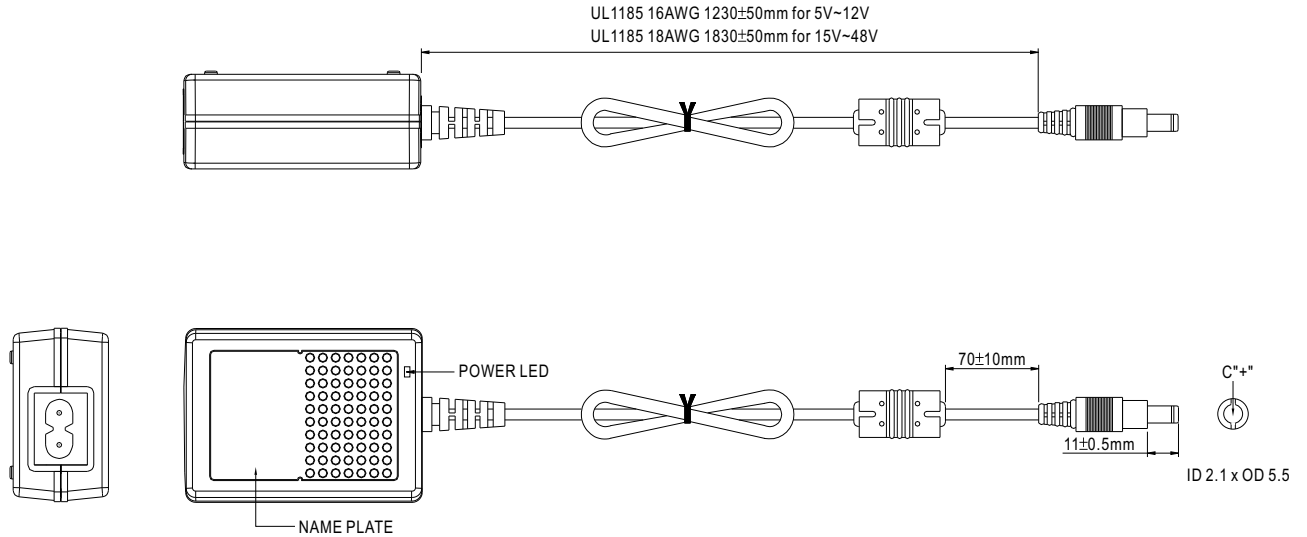 UL1185 16AWG 1230±50mm for 5V~12V
UL1185 18AWG 1830±50mm for 15V~48V
POWER LED
70±10mm
C"+"
11±0.5mm
ID 2.1 x OD 5.5
NAME PLATE